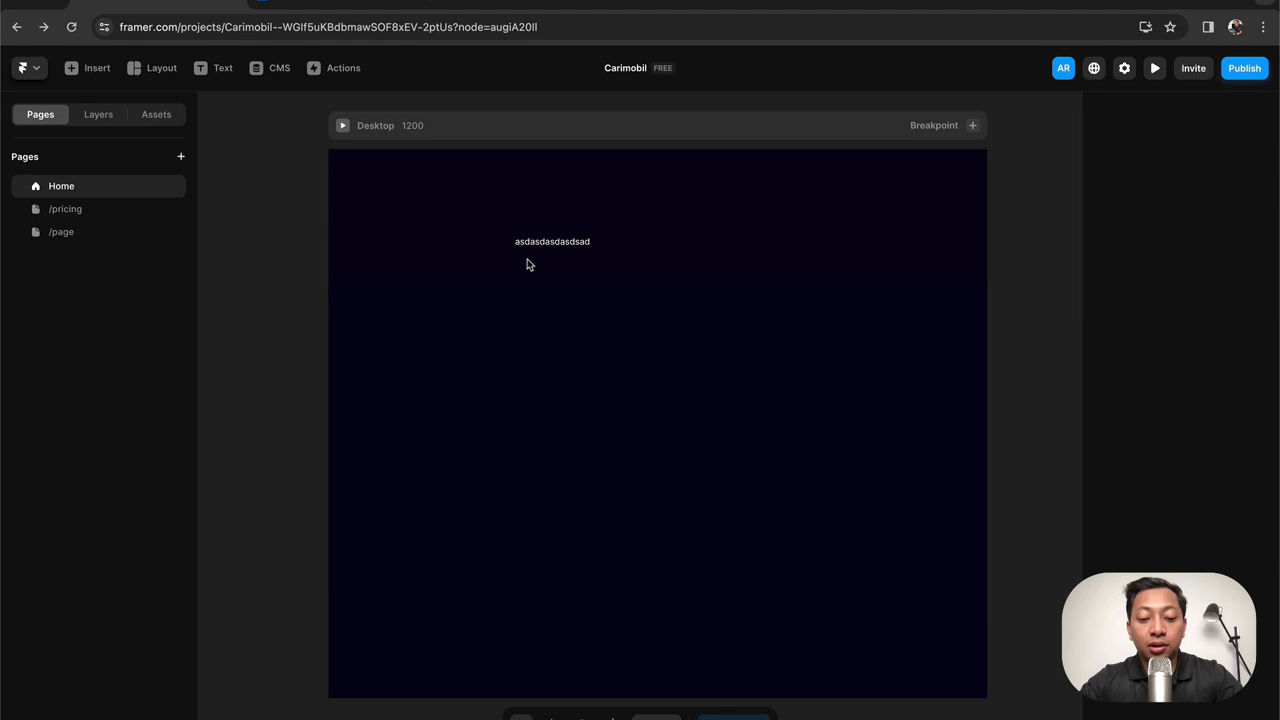 framer.com/projects/Carimobil--WGIf5uKBdbmawSOF8xEV-2ptUs?node=augiA20Il
Insert
Layout
Text
CMS
Actions
Carimobil FREE
AR
Invite
Publish
Pages
Layers
Assets
Desktop 1200
Breakpoint
Pages
Home
/pricing
/page
asdasdasdasdsad